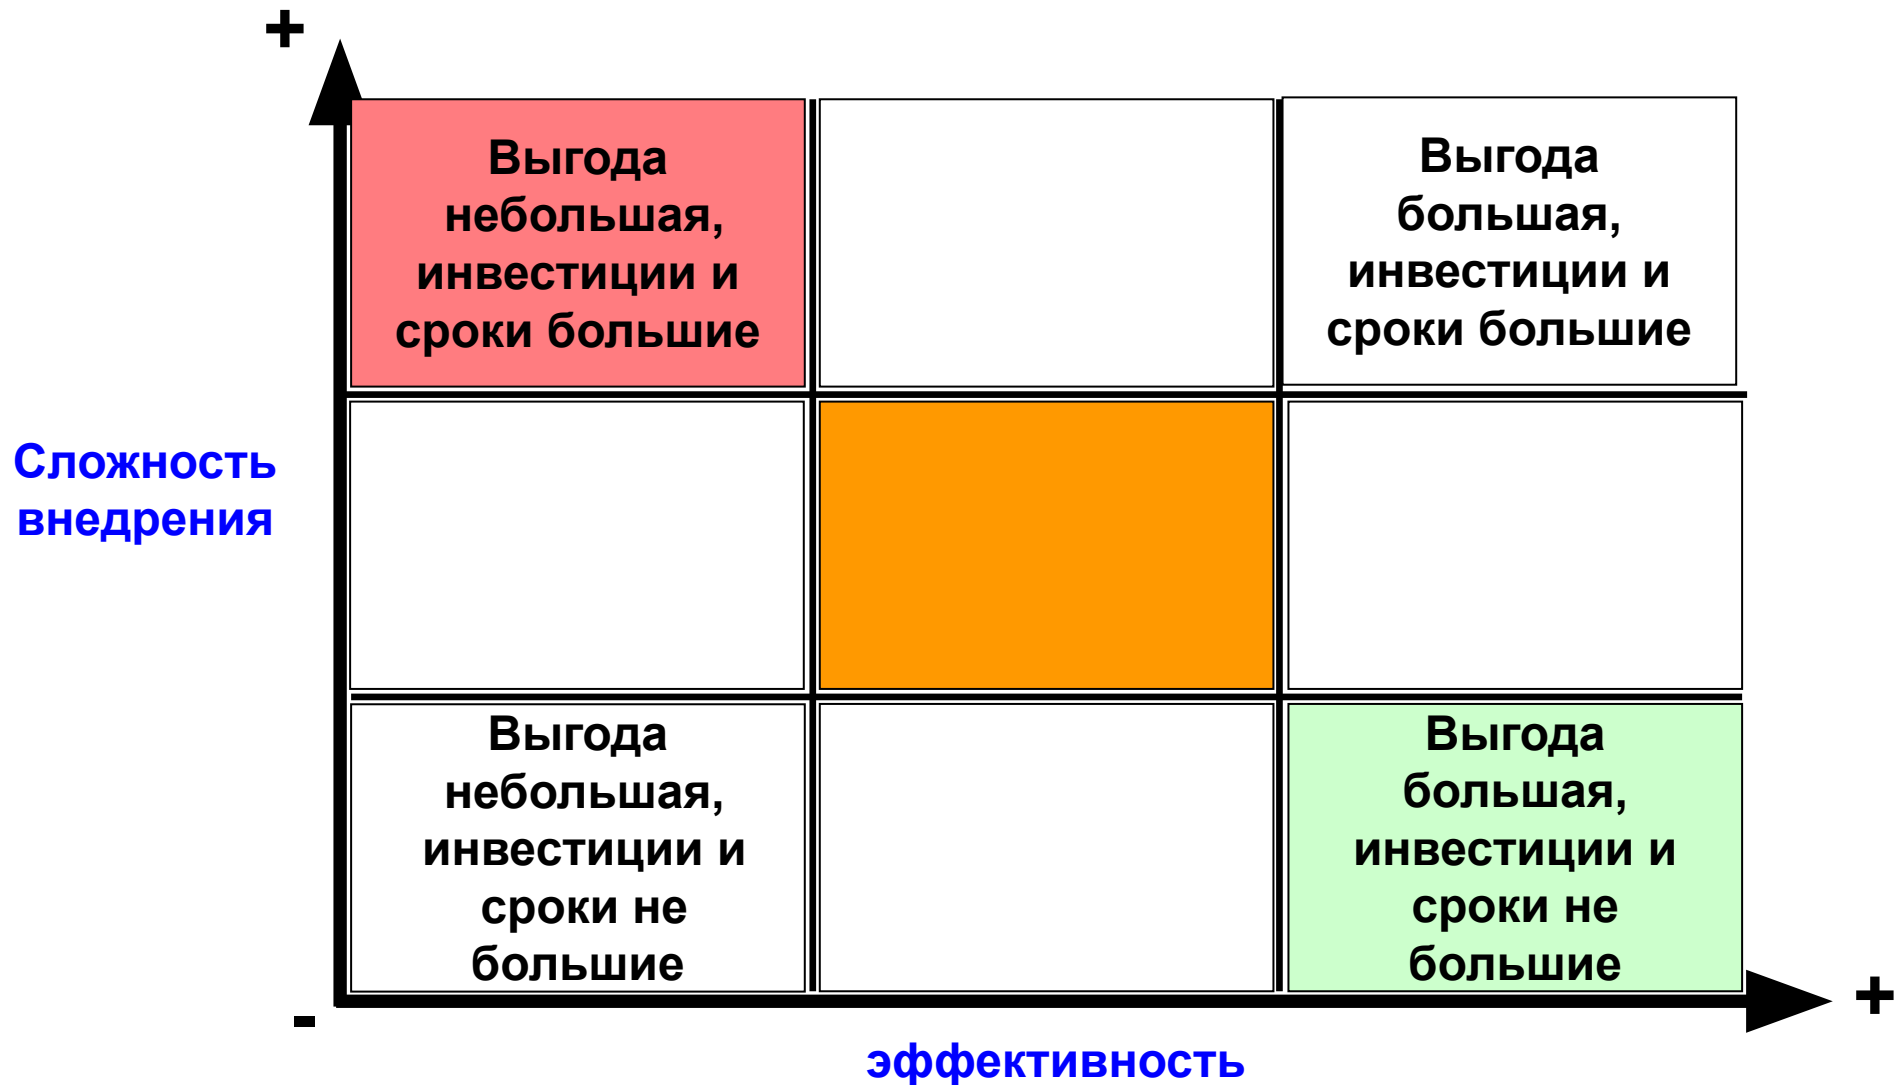 +
Выгода
небольшая,
инвестиции и
сроки большие
Выгода
большая,
инвестиции и
сроки большие
Сложность
внедрения
Выгода
небольшая,
инвестиции и
сроки не
большие
Выгода
большая,
инвестиции и
сроки не
большие
-
+
эффективность